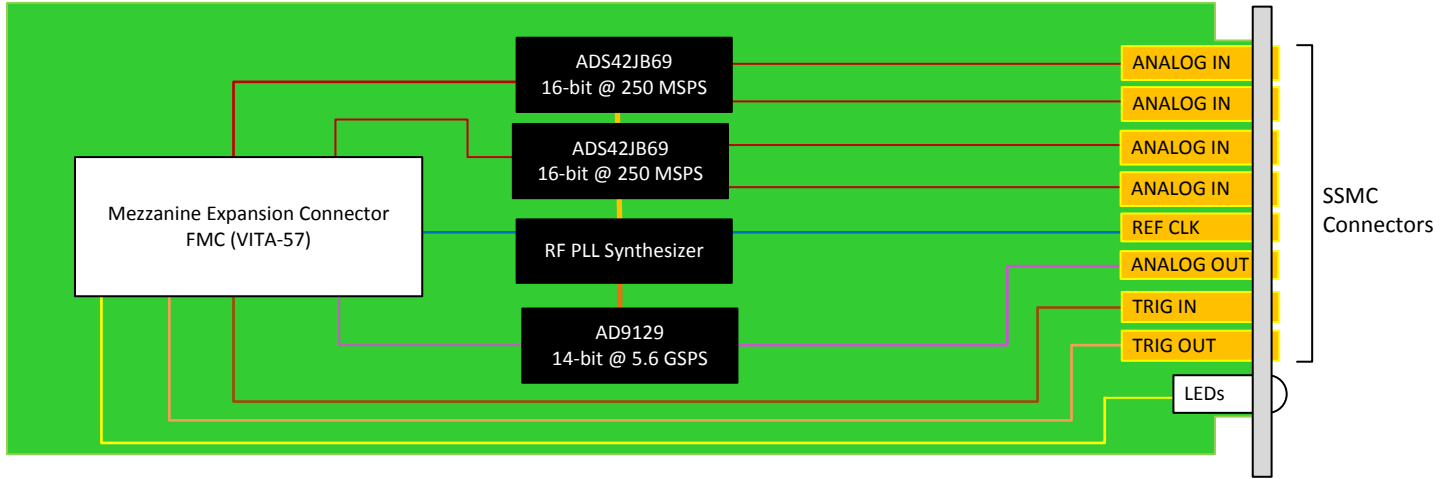 ADS42JB69
16-bit @ 250 MSPS
ADS42JB69
16-bit @ 250 MSPS
Mezzanine Expansion Connector
FMC (VITA-57)
RF PLL Synthesizer
AD9129
14-bit @ 5.6 GSPS
ANALOG IN
ANALOG IN
ANALOG IN
ANALOG IN
REF CLK
ANALOG OUT
TRIG IN
TRIG OUT
LEDs
SSMC
Connectors